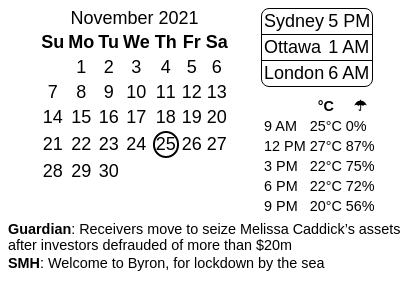 November 2021
Su Mo Tu We Th Fr Sa
1 2 3 4 5 6
7 8 9 10 11 12 13
14 15 16 17 18 19 20
21 22 23 24 25 26 27
28 29 30
Sydney 5 PM
Ottawa 1 AM
London 6 AM
°C ☂
9 AM 25°C 0%
12 PM 27°C 87%
3 PM 22°C 75%
6 PM 22°C 72%
9 PM 20°C 56%
Guardian: Receivers move to seize Melissa Caddick's assets
after investors defrauded of more than $20m
SMH: Welcome to Byron, for lockdown by the sea